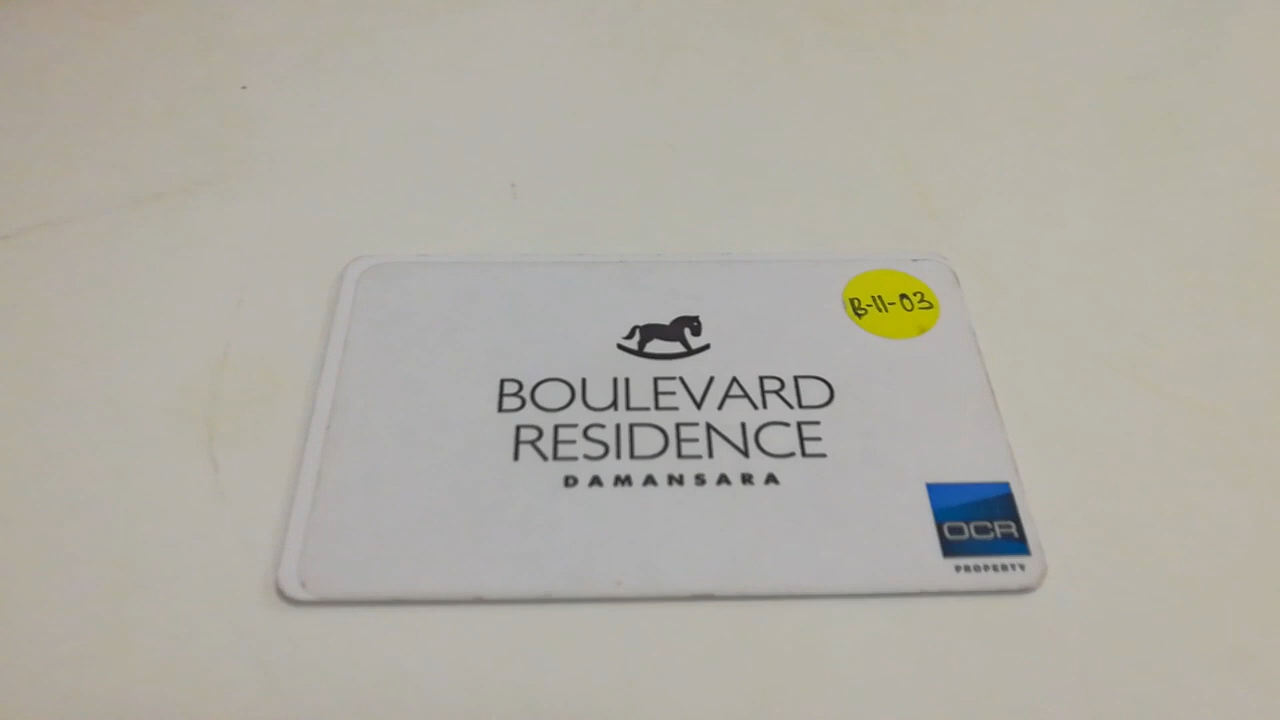 B-11-03
BOULEVARD
RESIDENCE
DAMANSARA
OCR
PROPERTY